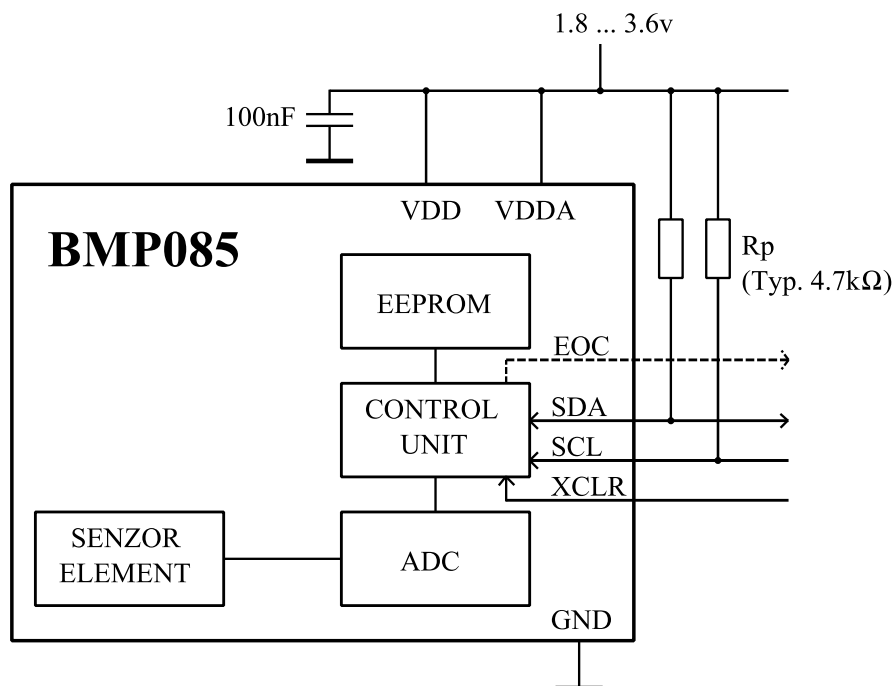 1.8 ... 3.6v
100nF
VDD
VDDA
BMP085
Rp
(Typ. 4.7kΩ)
EEPROM
EOC
CONTROL
UNIT
SDA
SCL
XCLR
SENZOR
ELEMENT
ADC
GND